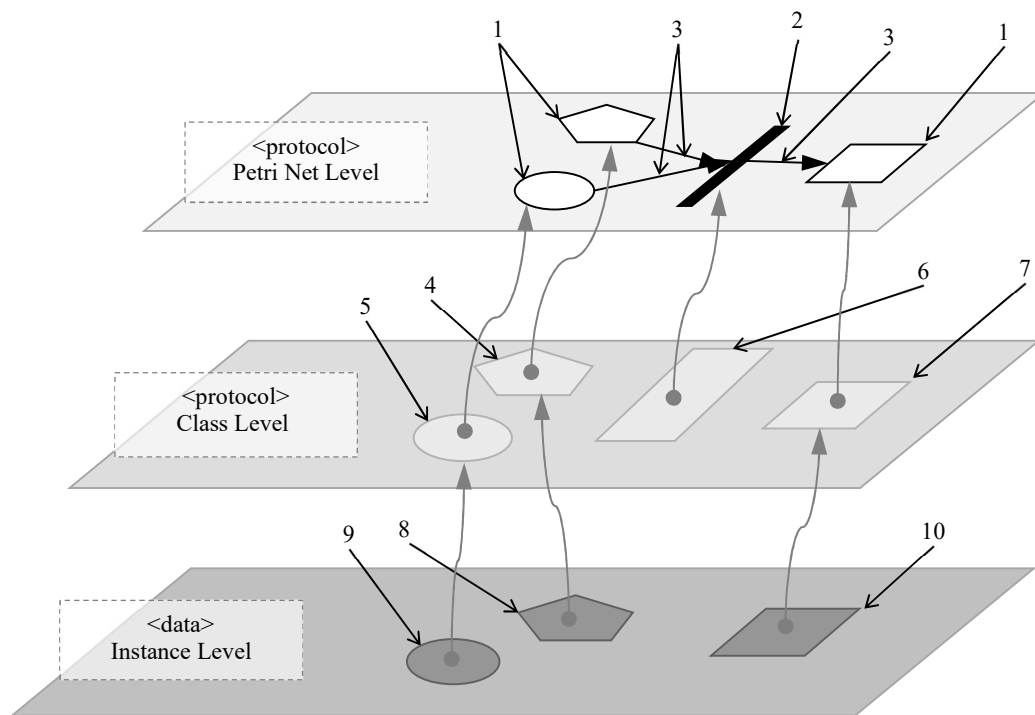 1 3 2 3 1
<protocol>
Petri Net Level
5 4 6 7
<protocol>
Class Level
9 8 10
<data>
Instance Level